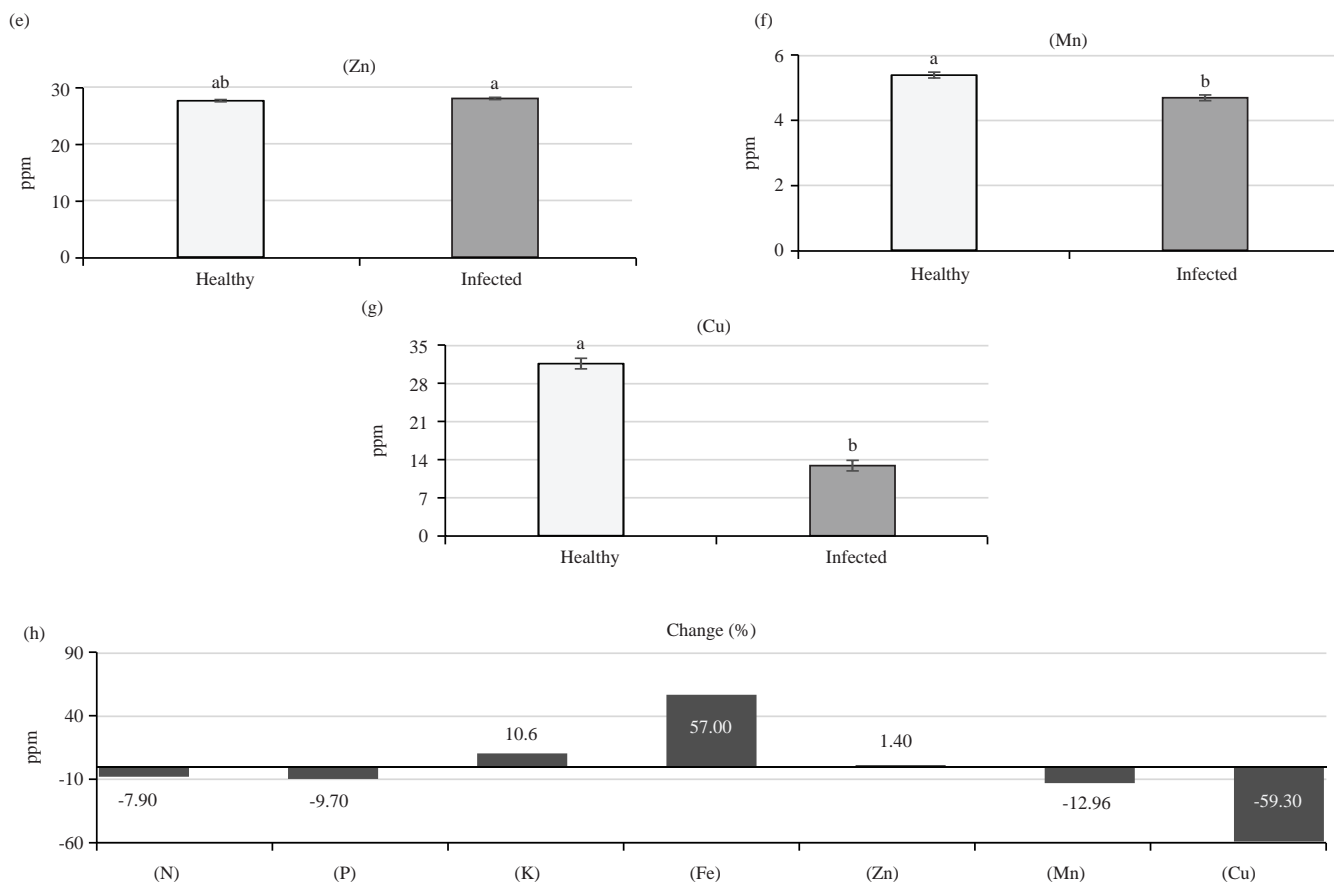 (e)
(Zn)
ab
a
30
20
10
0
ppm
Healthy
Infected
(f)
(Mn)
a
b
6
4
2
0
ppm
Healthy
Infected
(g)
(Cu)
a
b
35
28
21
14
7
0
ppm
Healthy
Infected
(h)
Change (%)
90
40
-10
-60
ppm
-7.90
-9.70
10.6
57.00
1.40
-12.96
-59.30
(N)
(P)
(K)
(Fe)
(Zn)
(Mn)
(Cu)